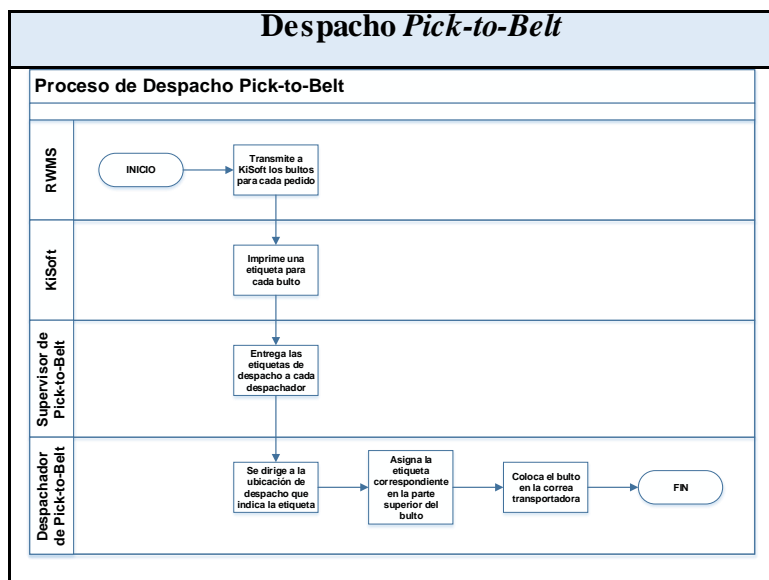 Despacho Pick-to-Belt
Proceso de Despacho Pick-to-Belt
RWMS
INICIO
Transmite a
KiSoft los bultos
para cada pedido
KiSoft
Imprime una
etiqueta para
cada bulto
Supervisor de
Pick-to-Belt
Entrega las
etiquetas de
despacho a cada
despachador
Despachador
de Pick-to-Belt
Se dirige a la
ubicación de
despacho que
indica la etiqueta
Asigna la
etiqueta
correspondiente
en la parte
superior del
bulto
Coloca el bulto
en la correa
transportadora
FIN